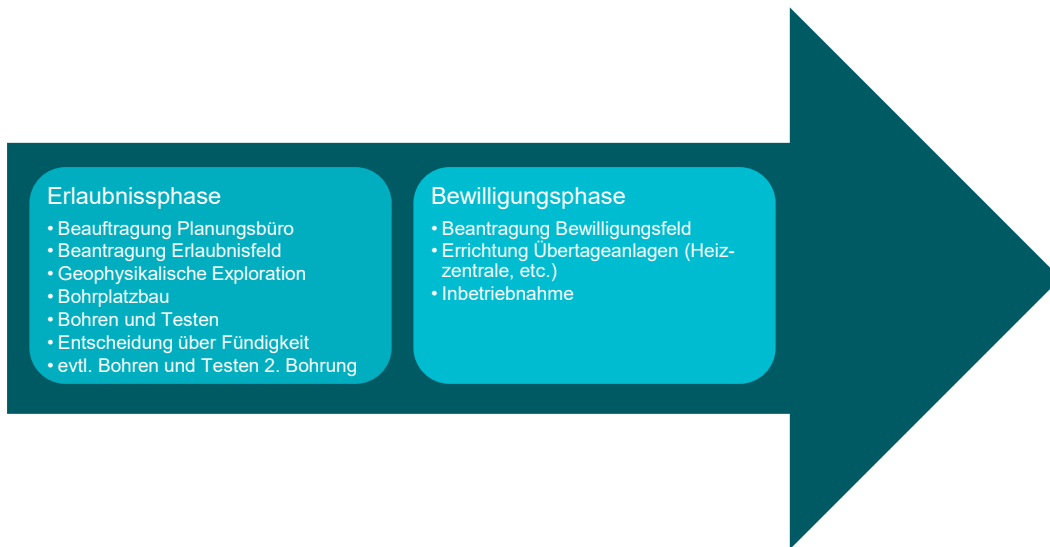 Erlaubnissphase
• Beauftragung Planungsbüro
• Beantragung Erlaubnisfeld
• Geophysikalische Exploration
• Bohrplatzbau
• Bohren und Testen
• Entscheidung über Fündigkeit
• evtl. Bohren und Testen 2. Bohrung
Bewilligungsphase
• Beantragung Bewilligungsfeld
• Errichtung Übertageanlagen (Heiz-
zentrale, etc.)
• Inbetriebnahme